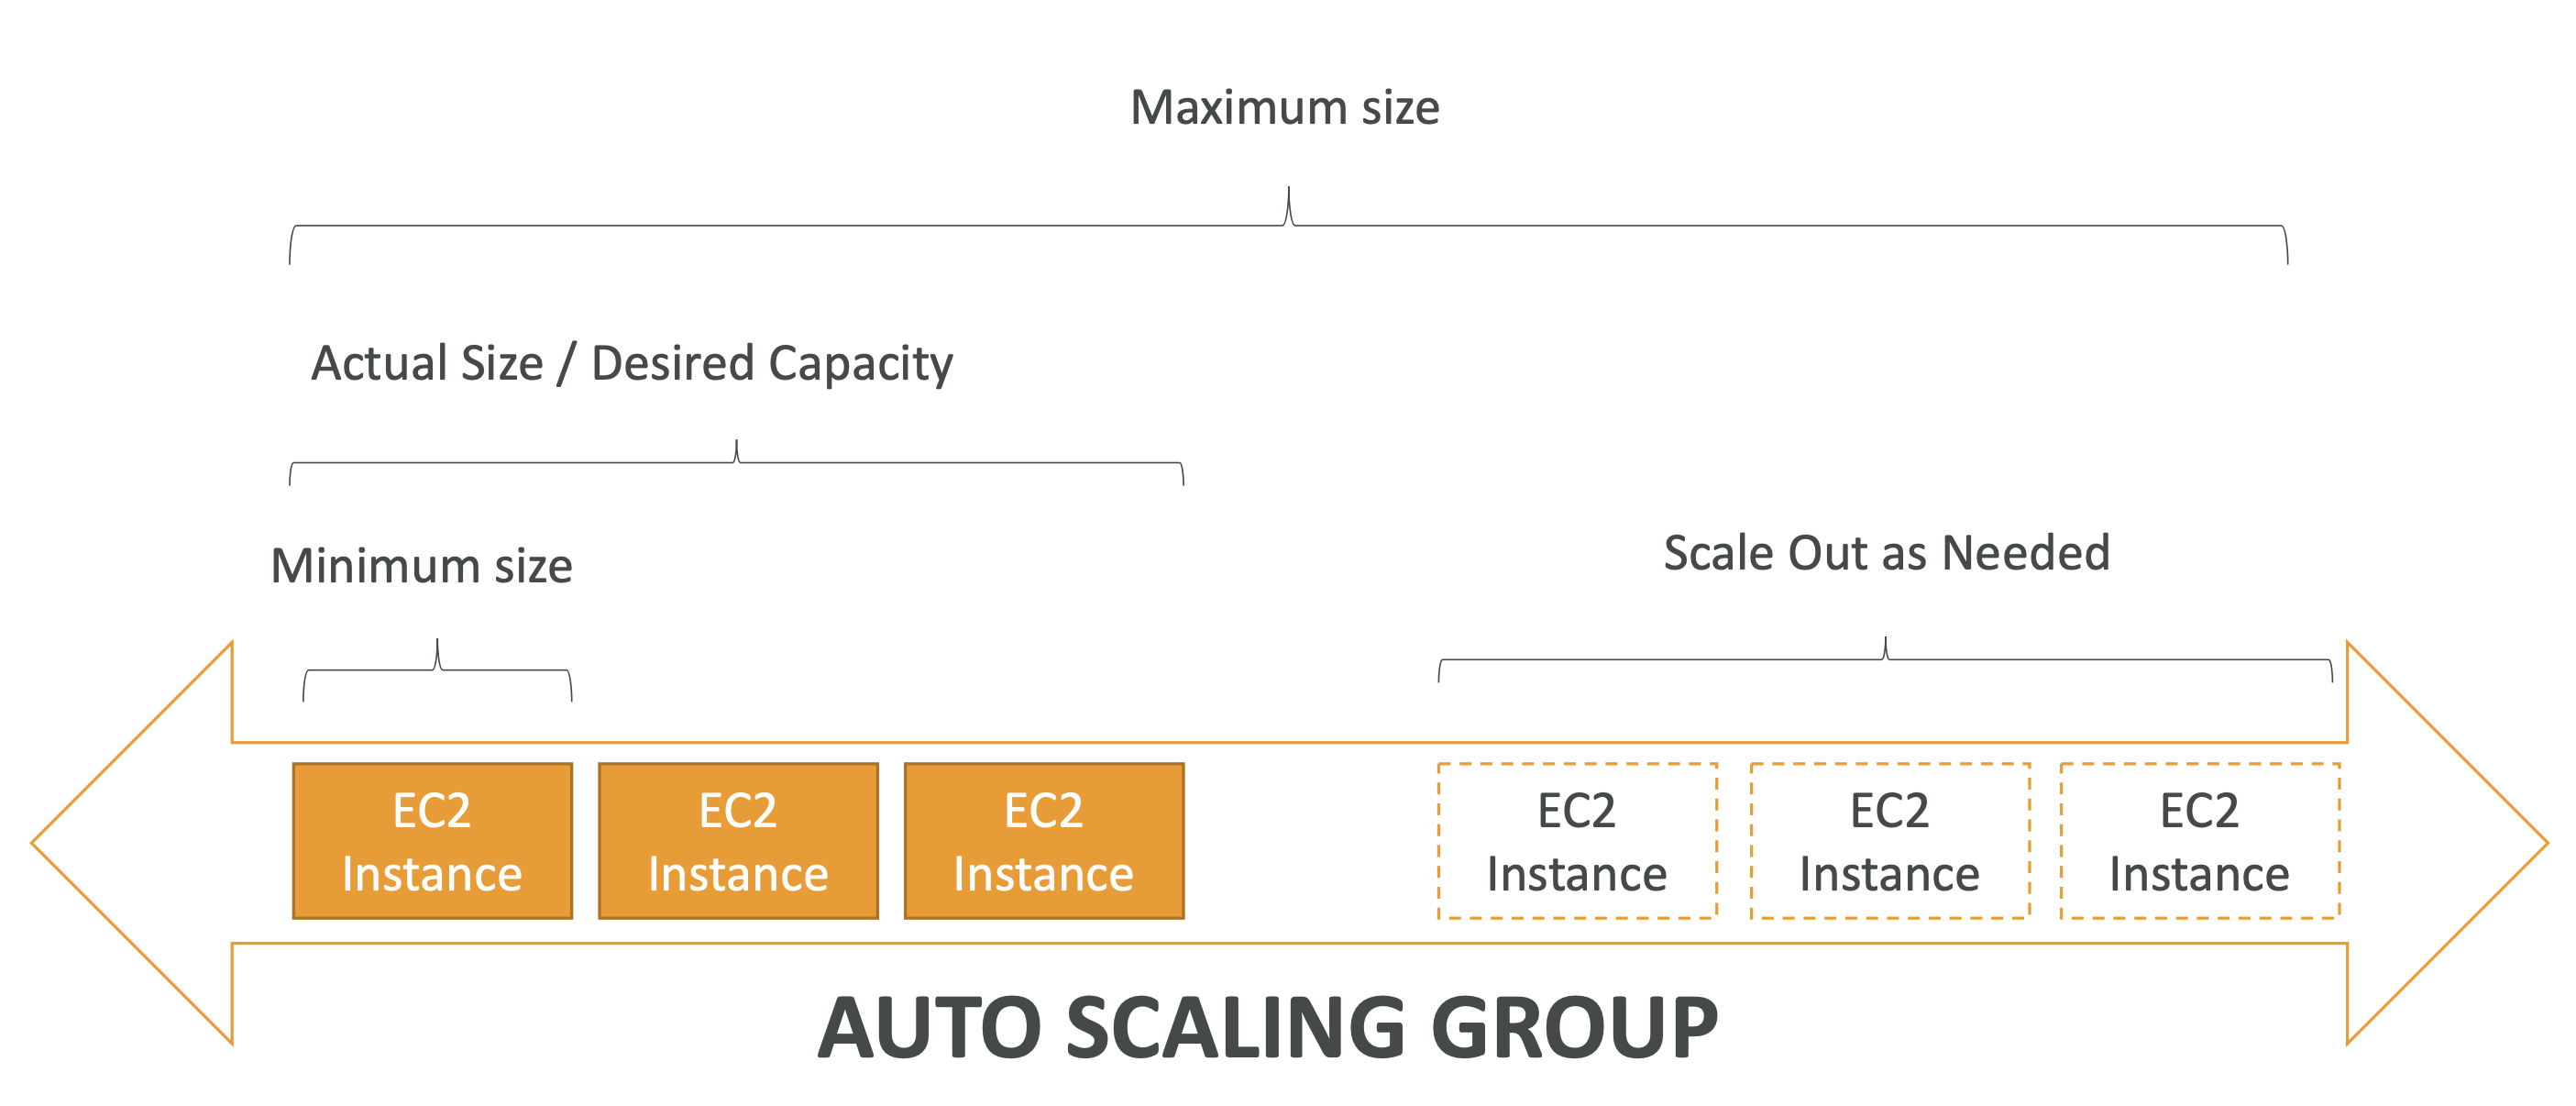 Maximum size
Actual Size / Desired Capacity
Minimum size
Scale Out as Needed
EC2
Instance
EC2
Instance
EC2
Instance
EC2
Instance
EC2
Instance
EC2
Instance
AUTO SCALING GROUP